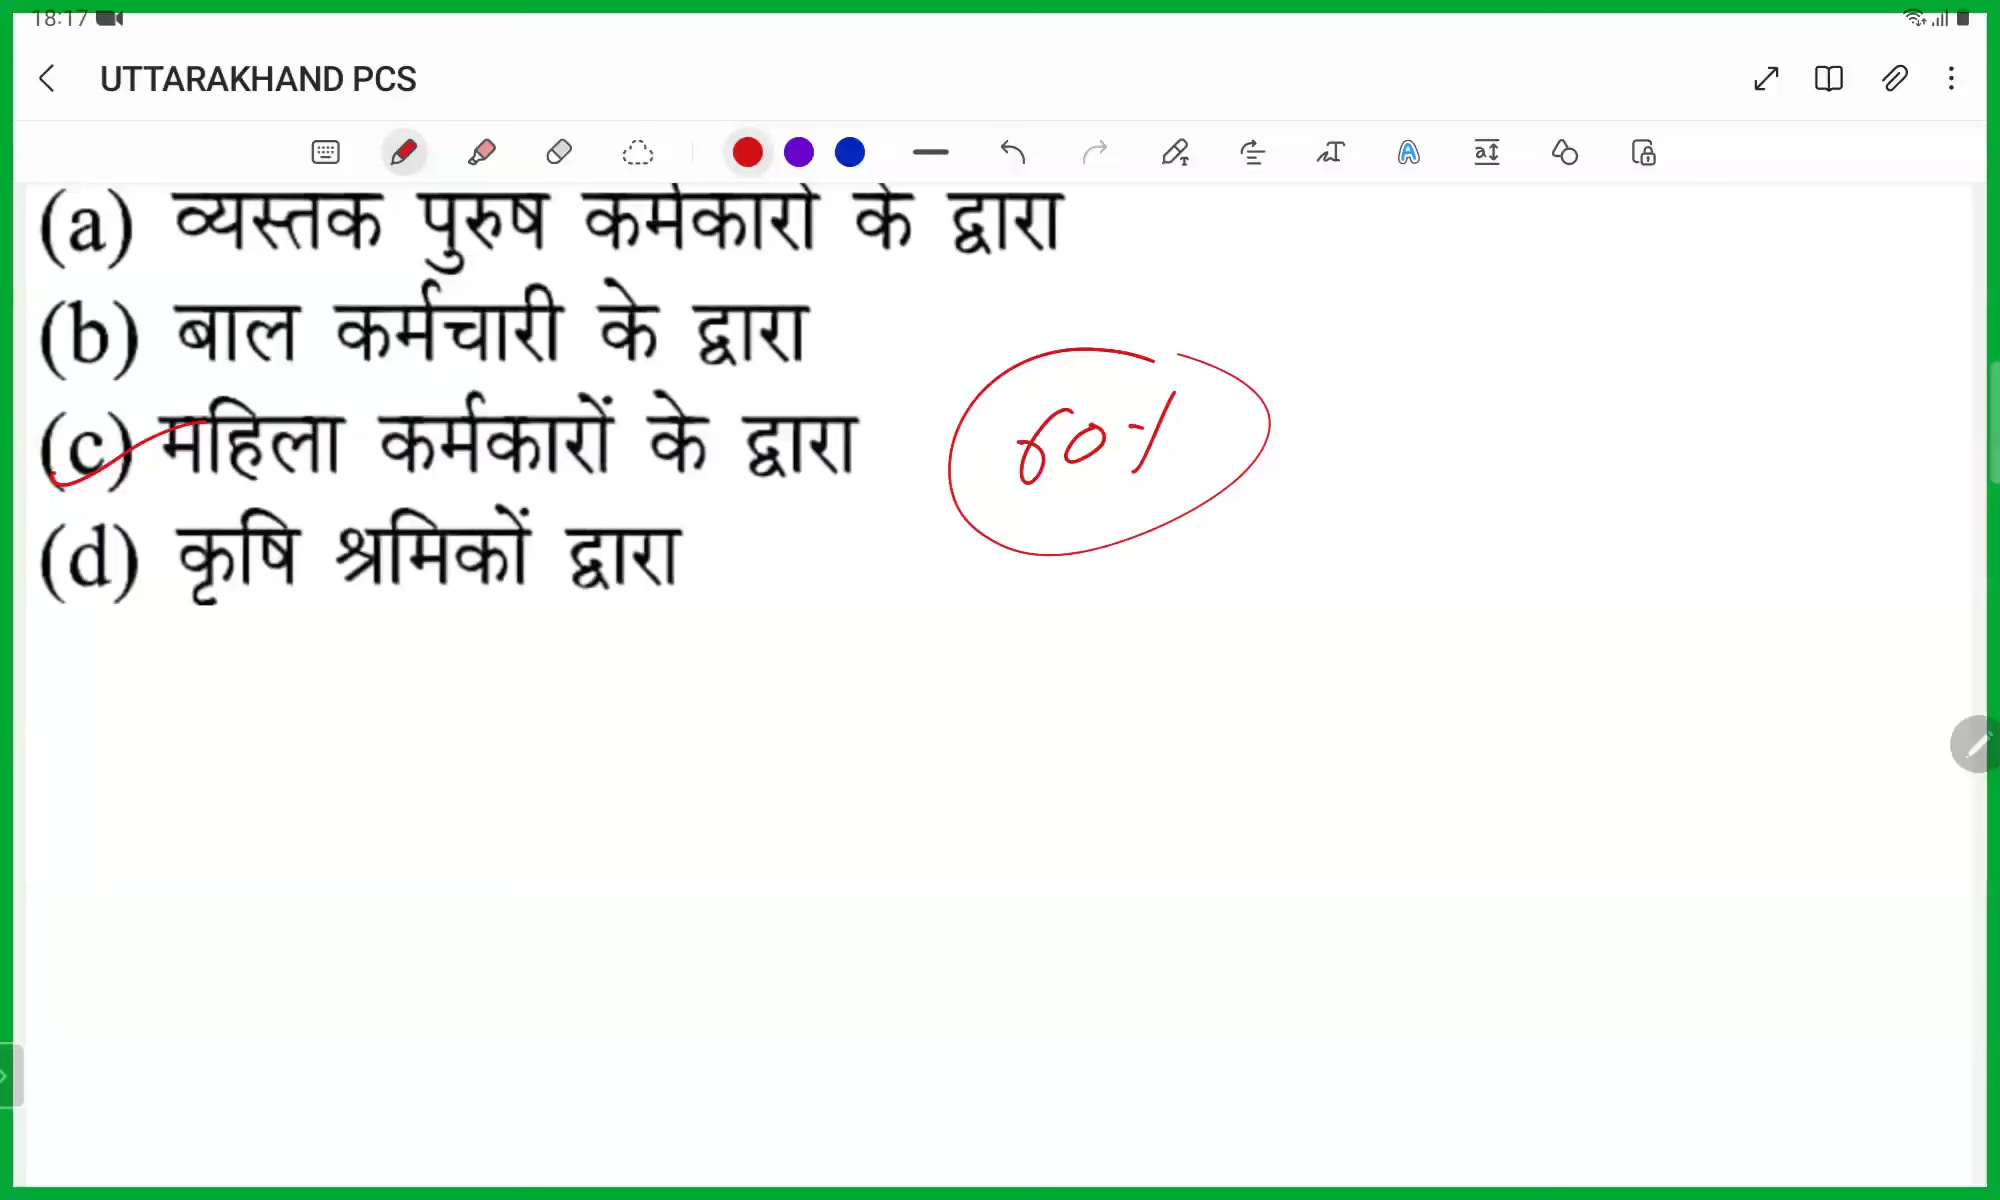 18:17
UTTARAKHAND PCS
(a) व्यस्तक पुरुष कर्मकारों के द्वारा
(b) बाल कर्मचारी के द्वारा
(c) महिला कर्मकारों के द्वारा
60%
(d) कृषि श्रमिकों द्वारा